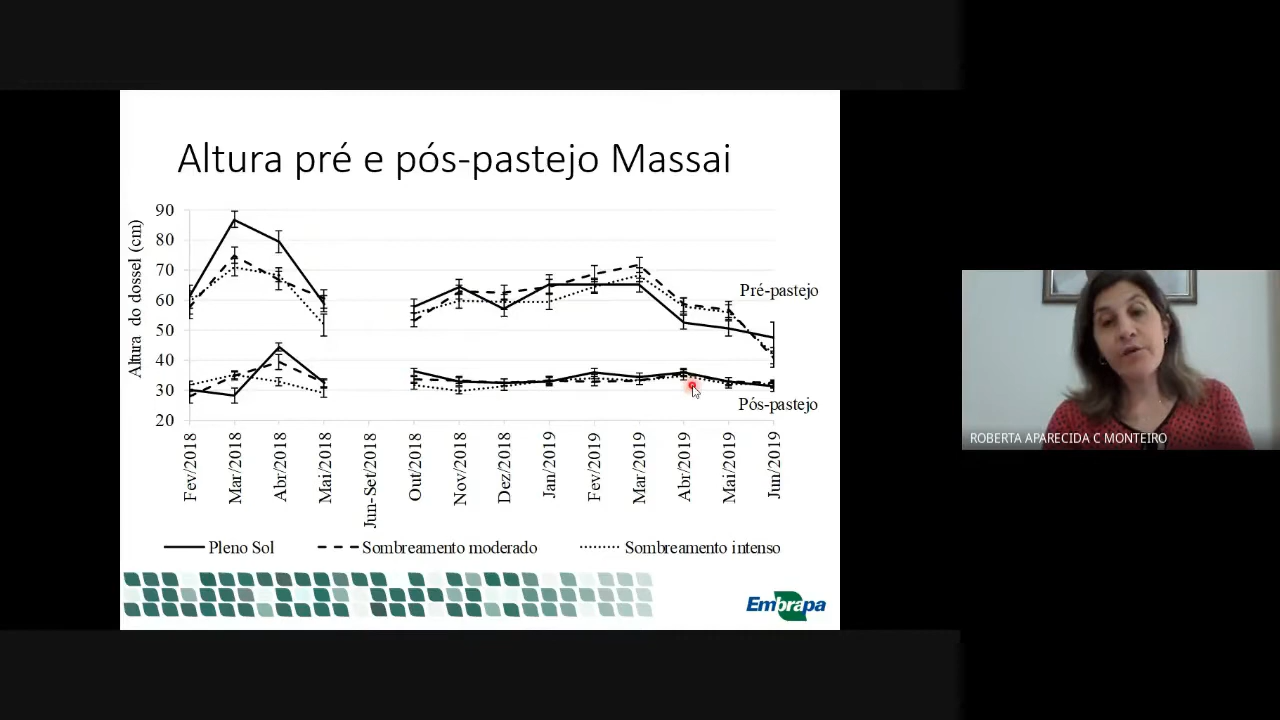 Altura pré e pós-pastejo Massai
Altura do dossel (cm)
90
80
70
60
50
40
30
20
Pré-pastejo
Pós-pastejo
Fev/2018
Mar/2018
Abr/2018
Mai/2018
Jun-Set/2018
Out/2018
Nov/2018
Dez/2018
Jan/2019
Fev/2019
Mar/2019
Abr/2019
Mai/2019
Jun/2019
Pleno Sol
Sombreamento moderado
Sombreamento intenso
Embrapa
ROBERTA APARECIDA C MONTEIRO